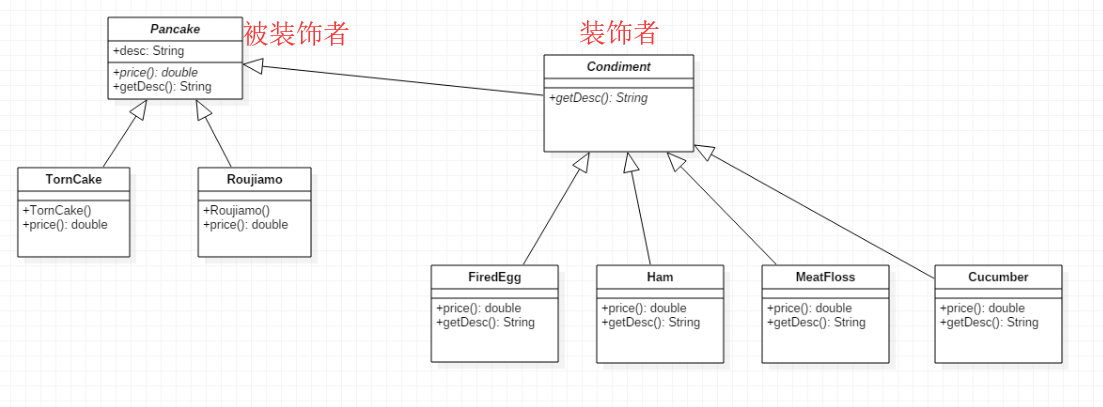 Pancake
被装饰者
+desc: String
+price(): double
+getDesc(): String
装饰者
Condiment
+getDesc(): String
TornCake
+TornCake()
+price(): double
Roujiamo
+Roujiamo()
+price(): double
FiredEgg
+price(): double
+getDesc(): String
Ham
+price(): double
+getDesc(): String
MeatFloss
+price(): double
+getDesc(): String
Cucumber
+price(): double
+getDesc(): String